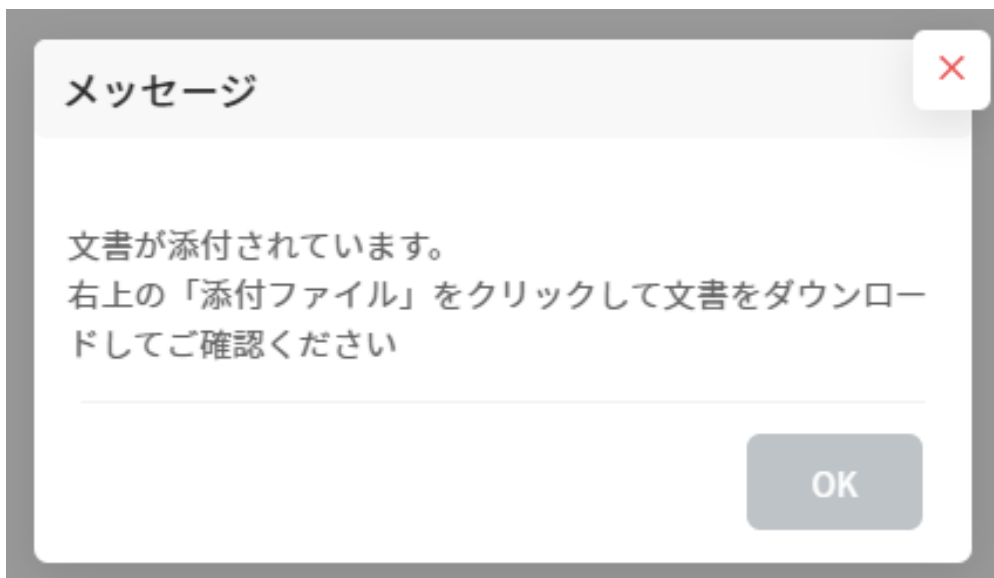 メッセージ
文書が添付されています。
右上の「添付ファイル」をクリックして文書をダウンロー
ドしてご確認ください
OK